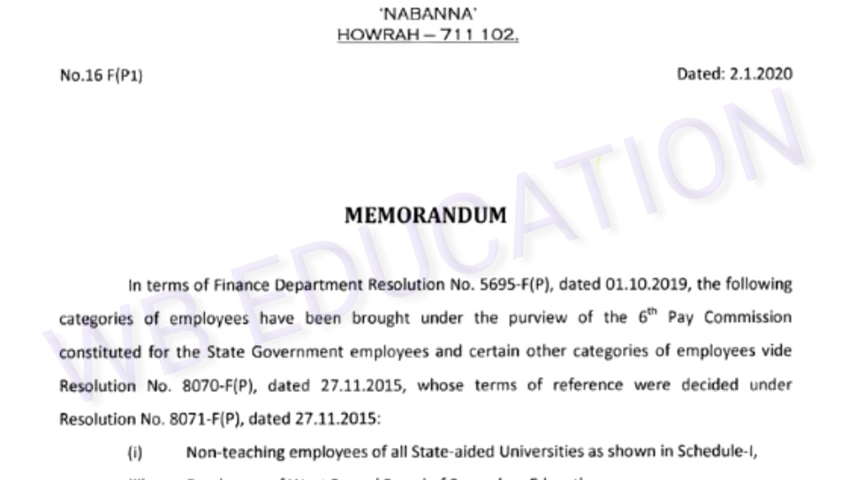 'NABANNA'
HOWRAH – 711 102.
No.16 F(P1) Dated: 2.1.2020
WB EDUCATION
MEMORANDUM
In terms of Finance Department Resolution No. 5695-F(P), dated 01.10.2019, the following
categories of employees have been brought under the purview of the 6th Pay Commission
constituted for the State Government employees and certain other categories of employees vide
Resolution No. 8070-F(P), dated 27.11.2015, whose terms of reference were decided under
Resolution No. 8071-F(P), dated 27.11.2015:
(i) Non-teaching employees of all State-aided Universities as shown in Schedule-I,